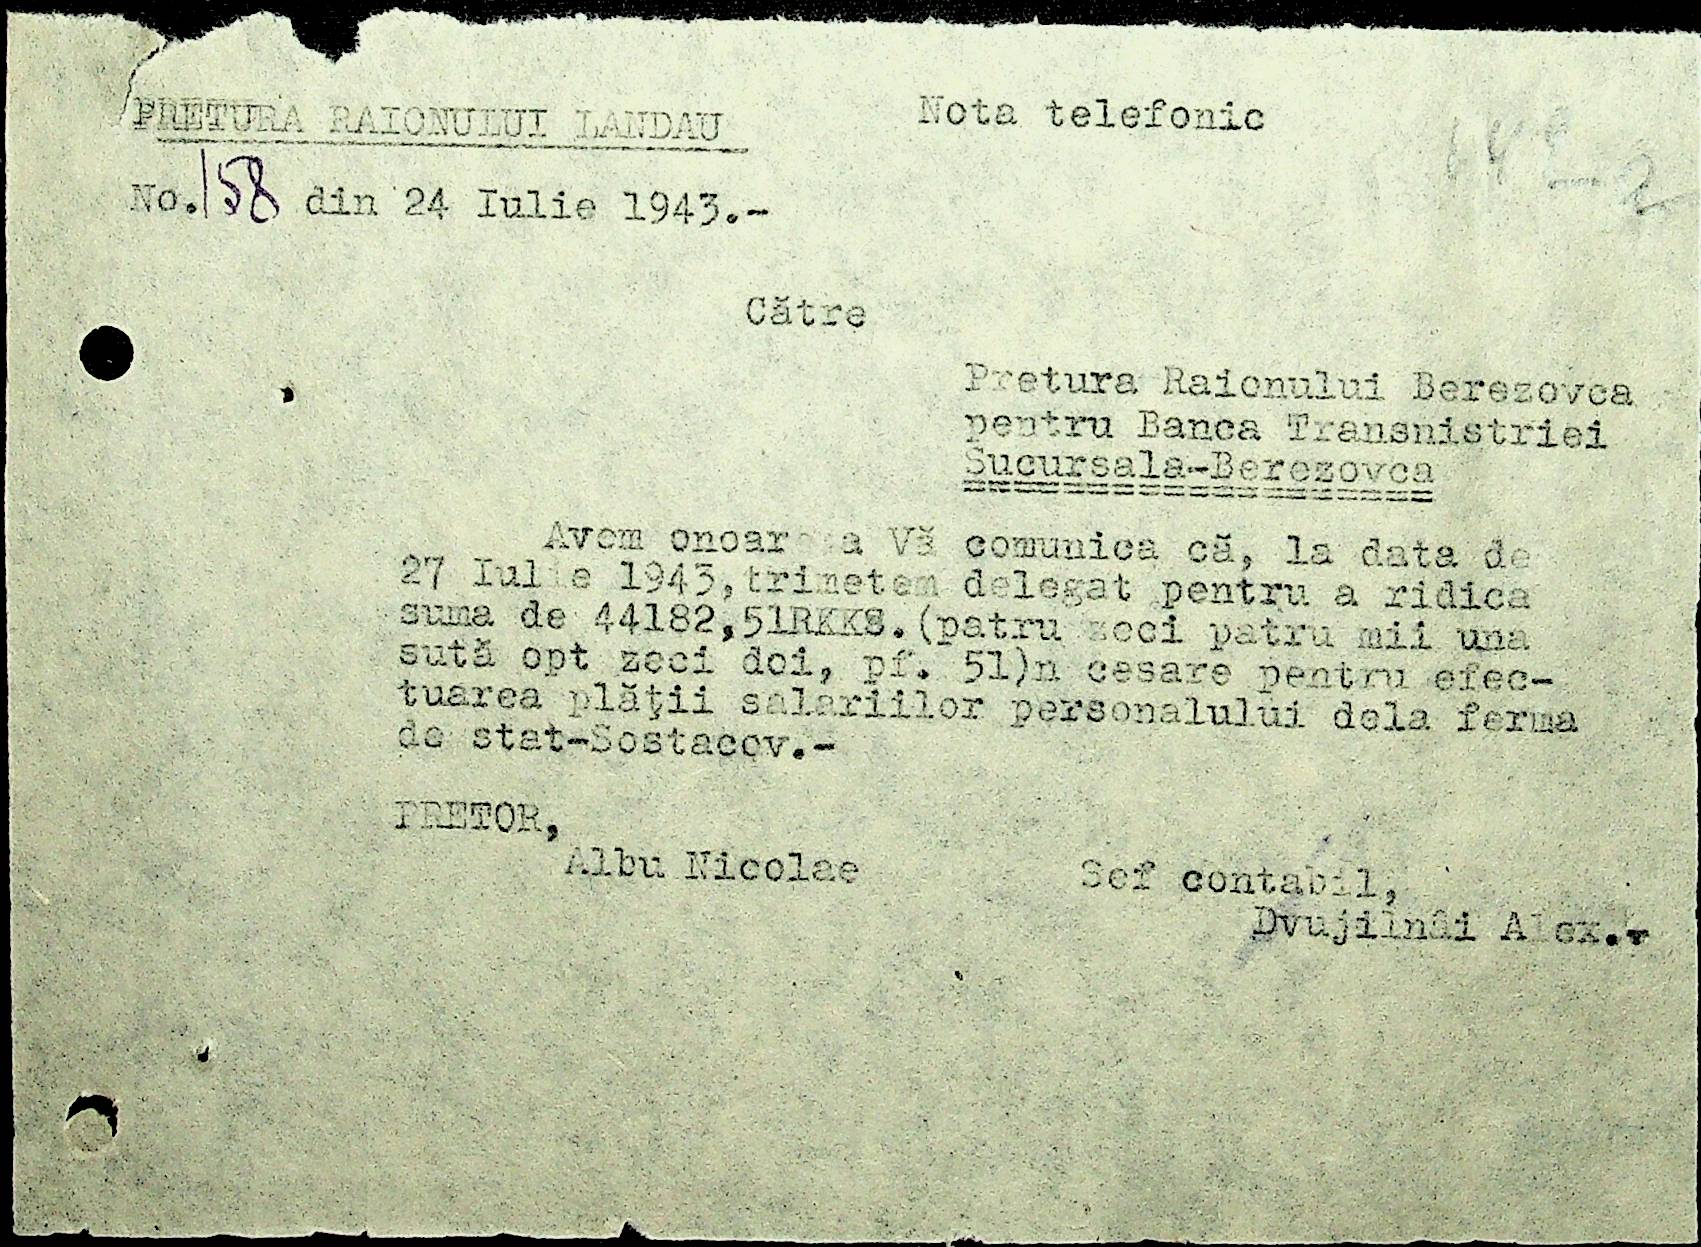 PRETURA RAIONULUI LANDAU
Nota telefonic
No.158 din 24 Iulie 1943.-
Către
Pretura Raionului Berezovca
pentru Banca Transnistriei
Sucursala-Berezovca
Avem onoar a Vă comunica că, la data de
27 Iulie 1943,trimetem delegat pentru a ridica
suma de 44182,51RKKS.(patru zeci patru mii una
sută opt zeci doi, pf. 51)n cesare pentru efec-
tuarea plăţii salariilor personalului dela ferma
de stat-Sostacov.-
PRETOR,
Albu Nicolae
Sef contabil,
Dvujilnâi Alex.-